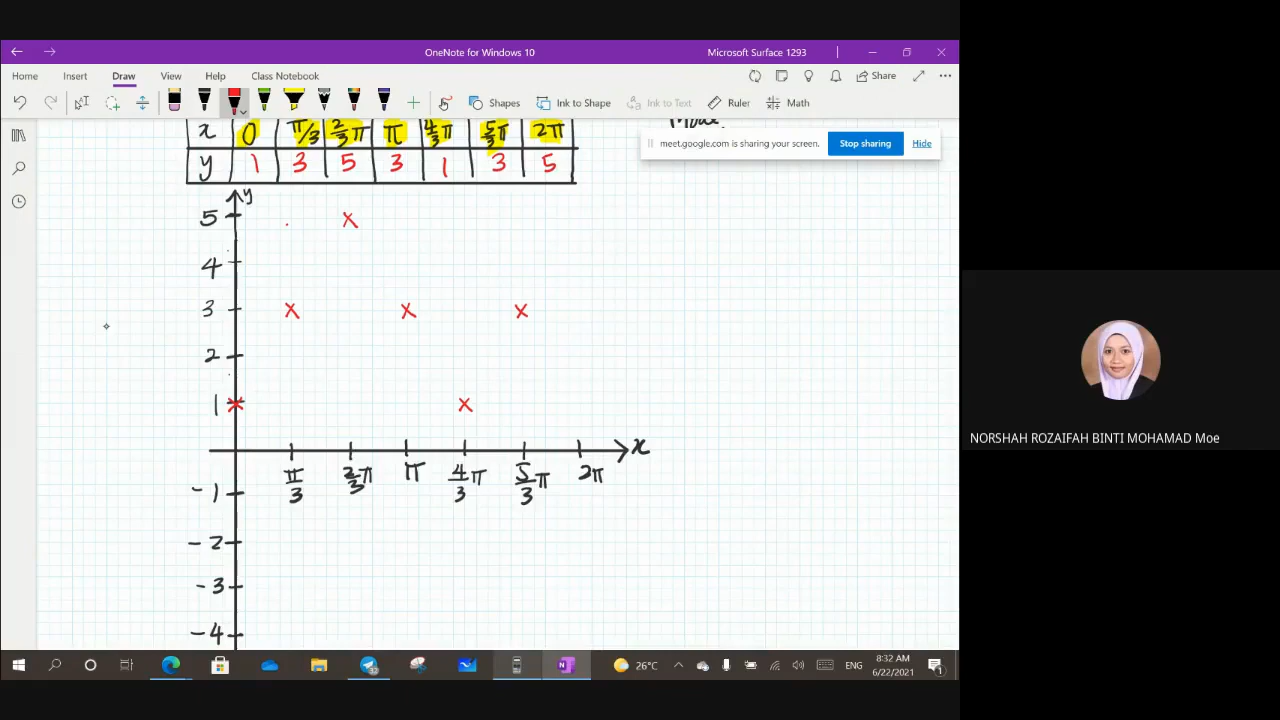 OneNote for Windows 10
Microsoft Surface 1293
Home Insert Draw View Help Class Notebook
Share
Shapes Ink to Shape Ink to Text Ruler Math
x 0 π/3 2/3π π 4/3π 5/3π 2π
y 1 3 5 3 1 3 5
meet.google.com is sharing your screen. Stop sharing Hide
y
5
4
3
2
1
x
π/3 2/3π π 4/3π 5/3π 2π
-1
-2
-3
-4
NORSHAH ROZAIFAH BINTI MOHAMAD Moe
26°C
ENG
8:32 AM
6/22/2021
1